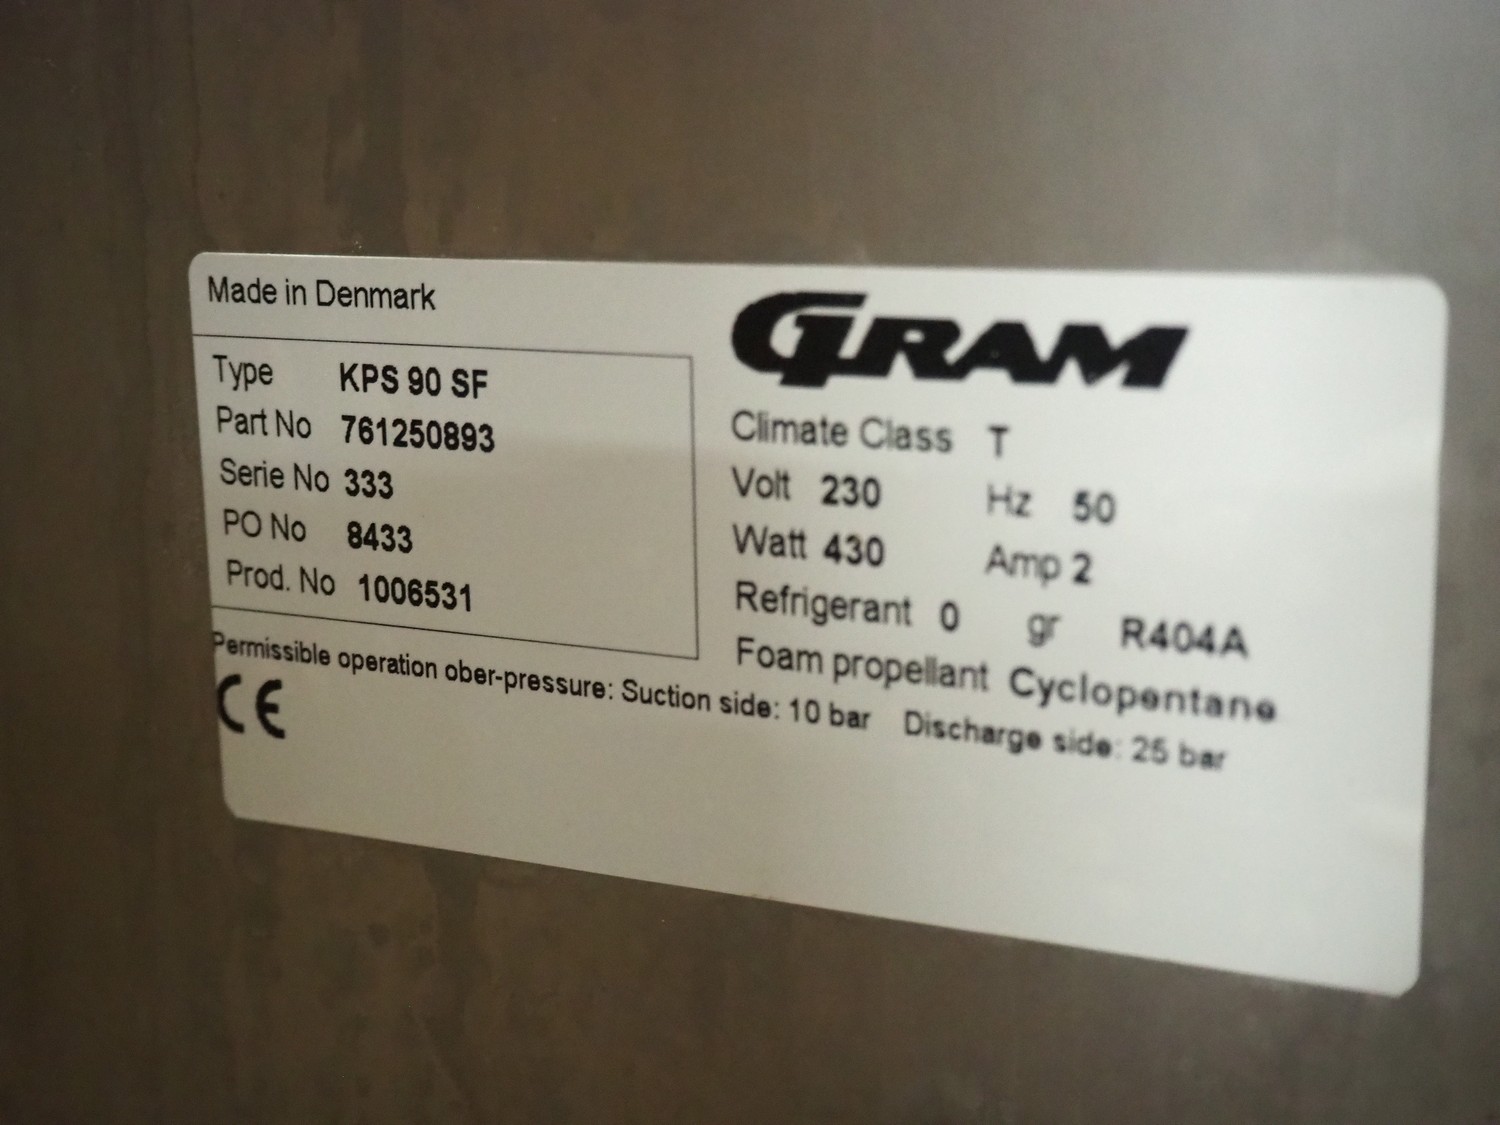 Made in Denmark
GRAM
Type KPS 90 SF
Part No 761250893
Serie No 333
PO No 8433
Prod. No 1006531
Climate Class T
Volt 230 Hz 50
Watt 430 Amp 2
Refrigerant 0 gr R404A
Foam propellant Cyclopentane
Permissible operation ober-pressure: Suction side: 10 bar Discharge side: 25 bar
CE